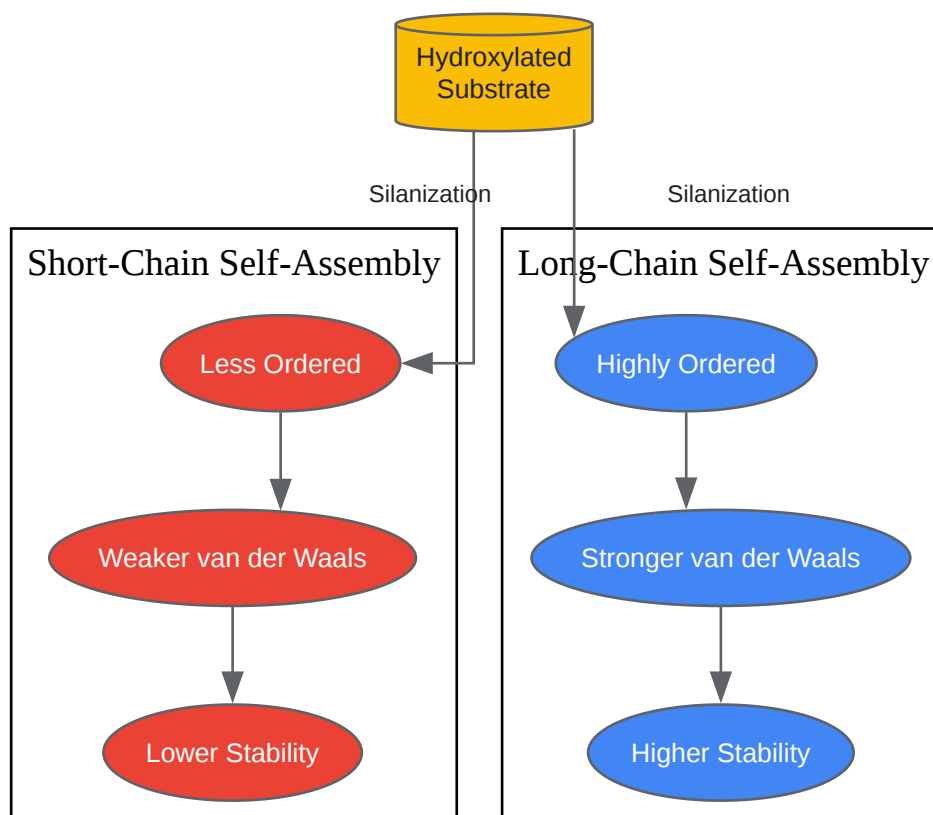 Hydroxylated
Substrate
Silanization
Silanization
Short-Chain Self-Assembly
Less Ordered
Weaker van der Waals
Lower Stability
Long-Chain Self-Assembly
Highly Ordered
Stronger van der Waals
Higher Stability